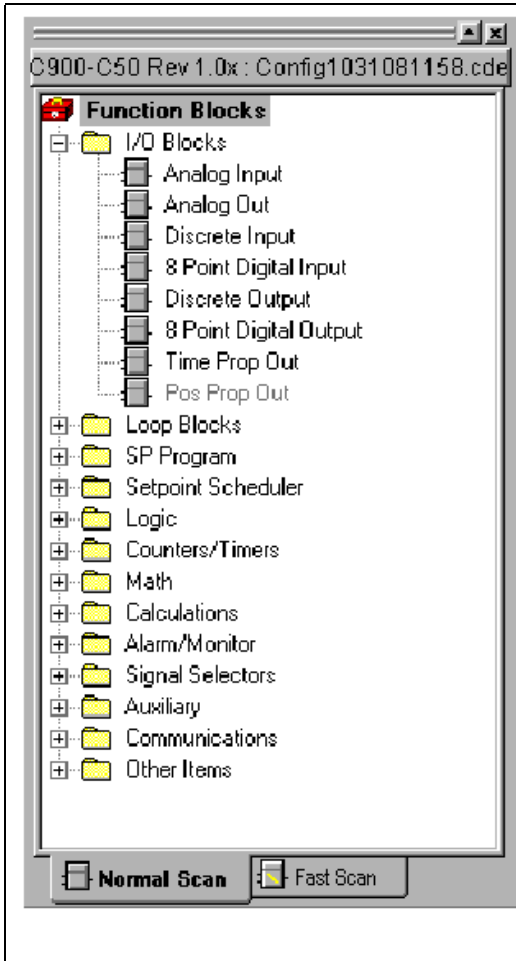 C900-C50 Rev 1.0x : Config1031081158.cde
Function Blocks
I/O Blocks
Analog Input
Analog Out
Discrete Input
8 Point Digital Input
Discrete Output
8 Point Digital Output
Time Prop Out
Pos Prop Out
Loop Blocks
SP Program
Setpoint Scheduler
Logic
Counters/Timers
Math
Calculations
Alarm/Monitor
Signal Selectors
Auxiliary
Communications
Other Items
Normal Scan Fast Scan